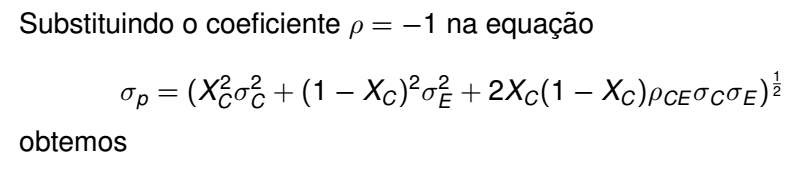 Substituindo o coeficiente ρ = −1 na equação
σ_p = (X_C^2 σ_C^2 + (1 − X_C)^2 σ_E^2 + 2X_C(1 − X_C)ρ_{CE}σ_Cσ_E)^{1/2}
obtemos